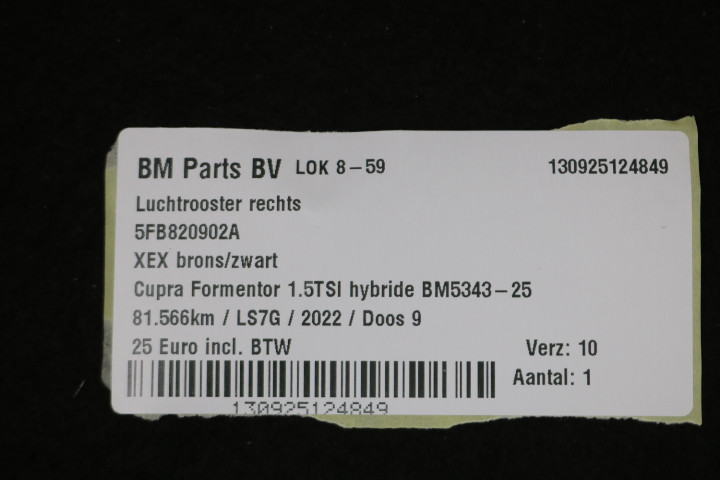 BM Parts BV LOK 8-59 130925124849
Luchtrooster rechts
5FB820902A
XEX brons/zwart
Cupra Formentor 1.5TSI hybride BM5343-25
81.566km / LS7G / 2022 / Doos 9
25 Euro incl. BTW Verz: 10
Aantal: 1
130925124849